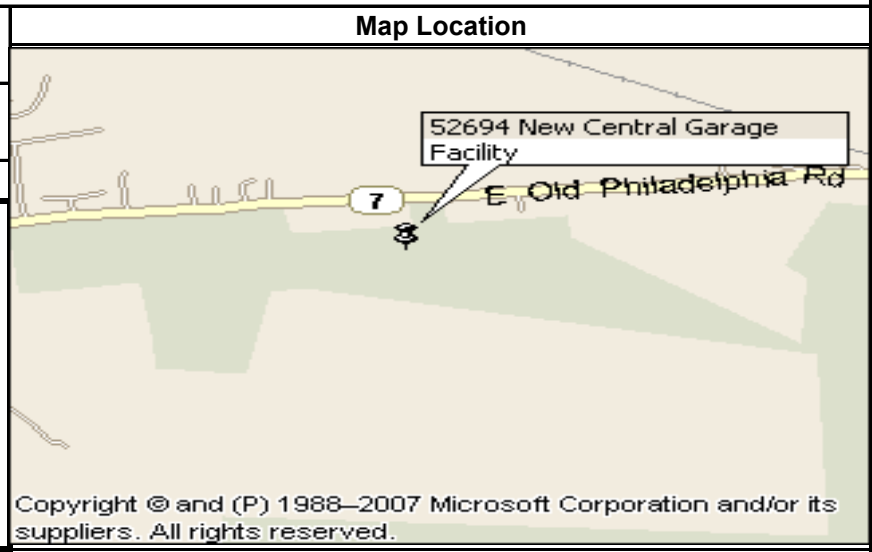 Map Location
52694 New Central Garage
Facility
7
E Old Philadelphia Rd
Copyright © and (P) 1988–2007 Microsoft Corporation and/or its
suppliers. All rights reserved.